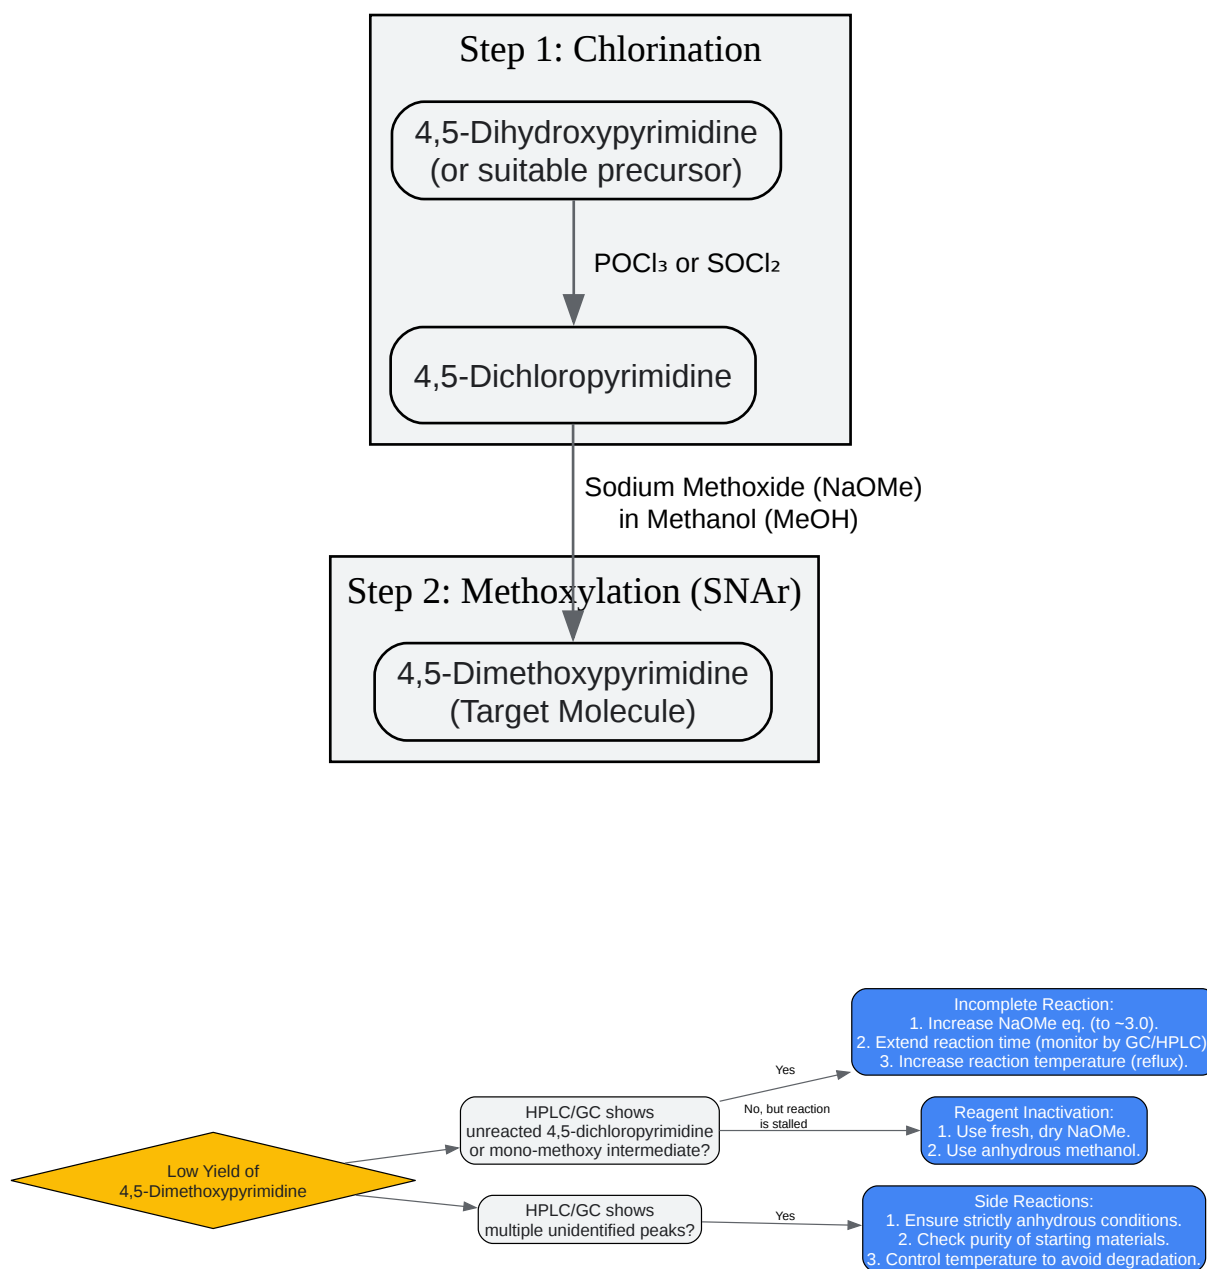 Step 1: Chlorination
4,5-Dihydroxypyrimidine
(or suitable precursor)
POCl₃ or SOCl₂
4,5-Dichloropyrimidine
Sodium Methoxide (NaOMe)
in Methanol (MeOH)
Step 2: Methoxylation (SNAr)
4,5-Dimethoxypyrimidine
(Target Molecule)
Low Yield of
4,5-Dimethoxypyrimidine
HPLC/GC shows
unreacted 4,5-dichloropyrimidine
or mono-methoxy intermediate?
Yes
Incomplete Reaction:
1. Increase NaOMe eq. (to ~3.0).
2. Extend reaction time (monitor by GC/HPLC)
3. Increase reaction temperature (reflux).
No, but reaction
is stalled
Reagent Inactivation:
1. Use fresh, dry NaOMe.
2. Use anhydrous methanol.
HPLC/GC shows
multiple unidentified peaks?
Yes
Side Reactions:
1. Ensure strictly anhydrous conditions.
2. Check purity of starting materials.
3. Control temperature to avoid degradation.